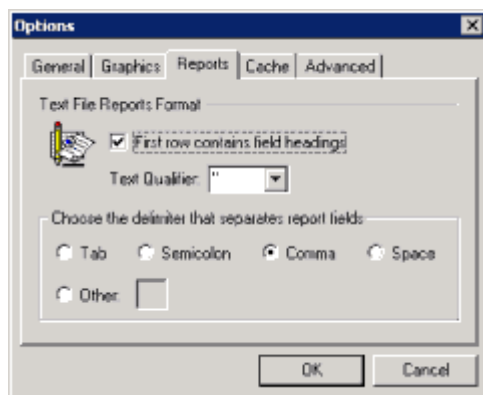 Options
General Graphics Reports Cache Advanced
Text File Reports Format
First row contains field headings
Text Qualifier: "
Choose the delimiter that separates report fields
Tab Semicolon Comma Space
Other:
OK Cancel